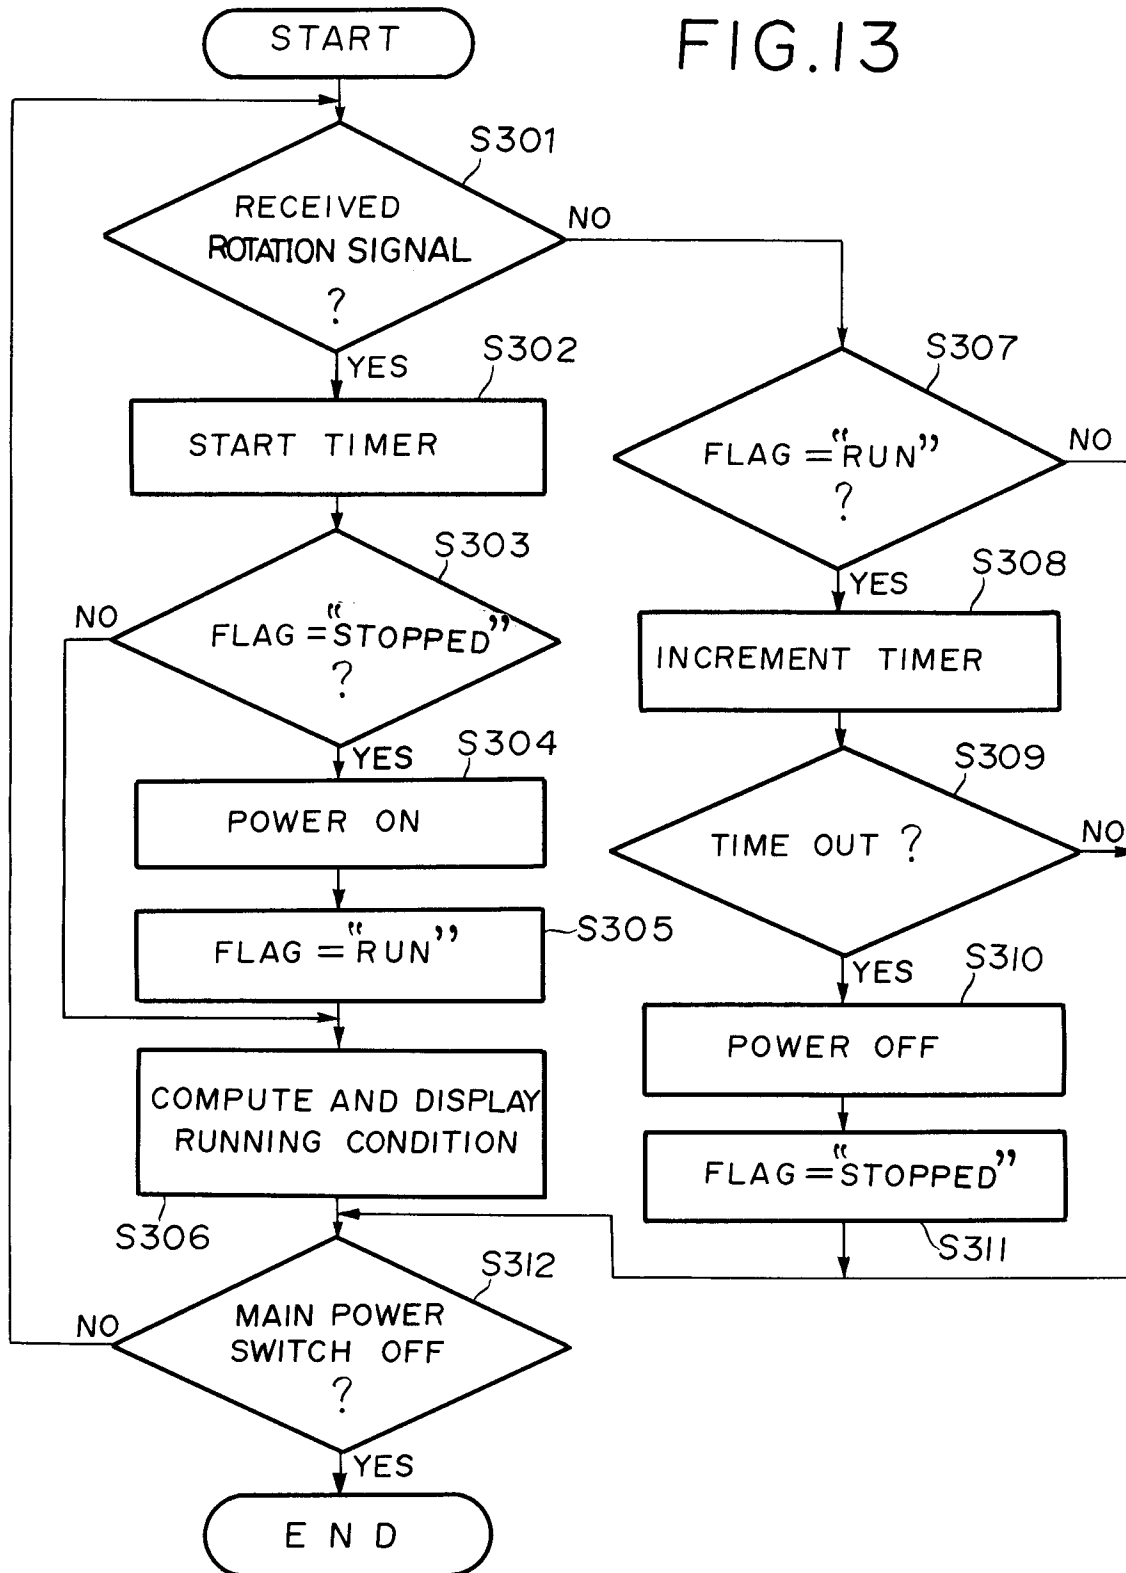 FIG.13
START
S301
RECEIVED
ROTATION SIGNAL
?
NO
YES
S302
START TIMER
S303
NO
FLAG = "STOPPED"
?
YES
S304
POWER ON
FLAG = "RUN"
S305
COMPUTE AND DISPLAY
RUNNING CONDITION
S306
S307
FLAG = "RUN"
?
NO
YES
S308
INCREMENT TIMER
S309
TIME OUT ?
NO
YES
S310
POWER OFF
FLAG = "STOPPED"
S311
S312
NO
MAIN POWER
SWITCH OFF
?
YES
END